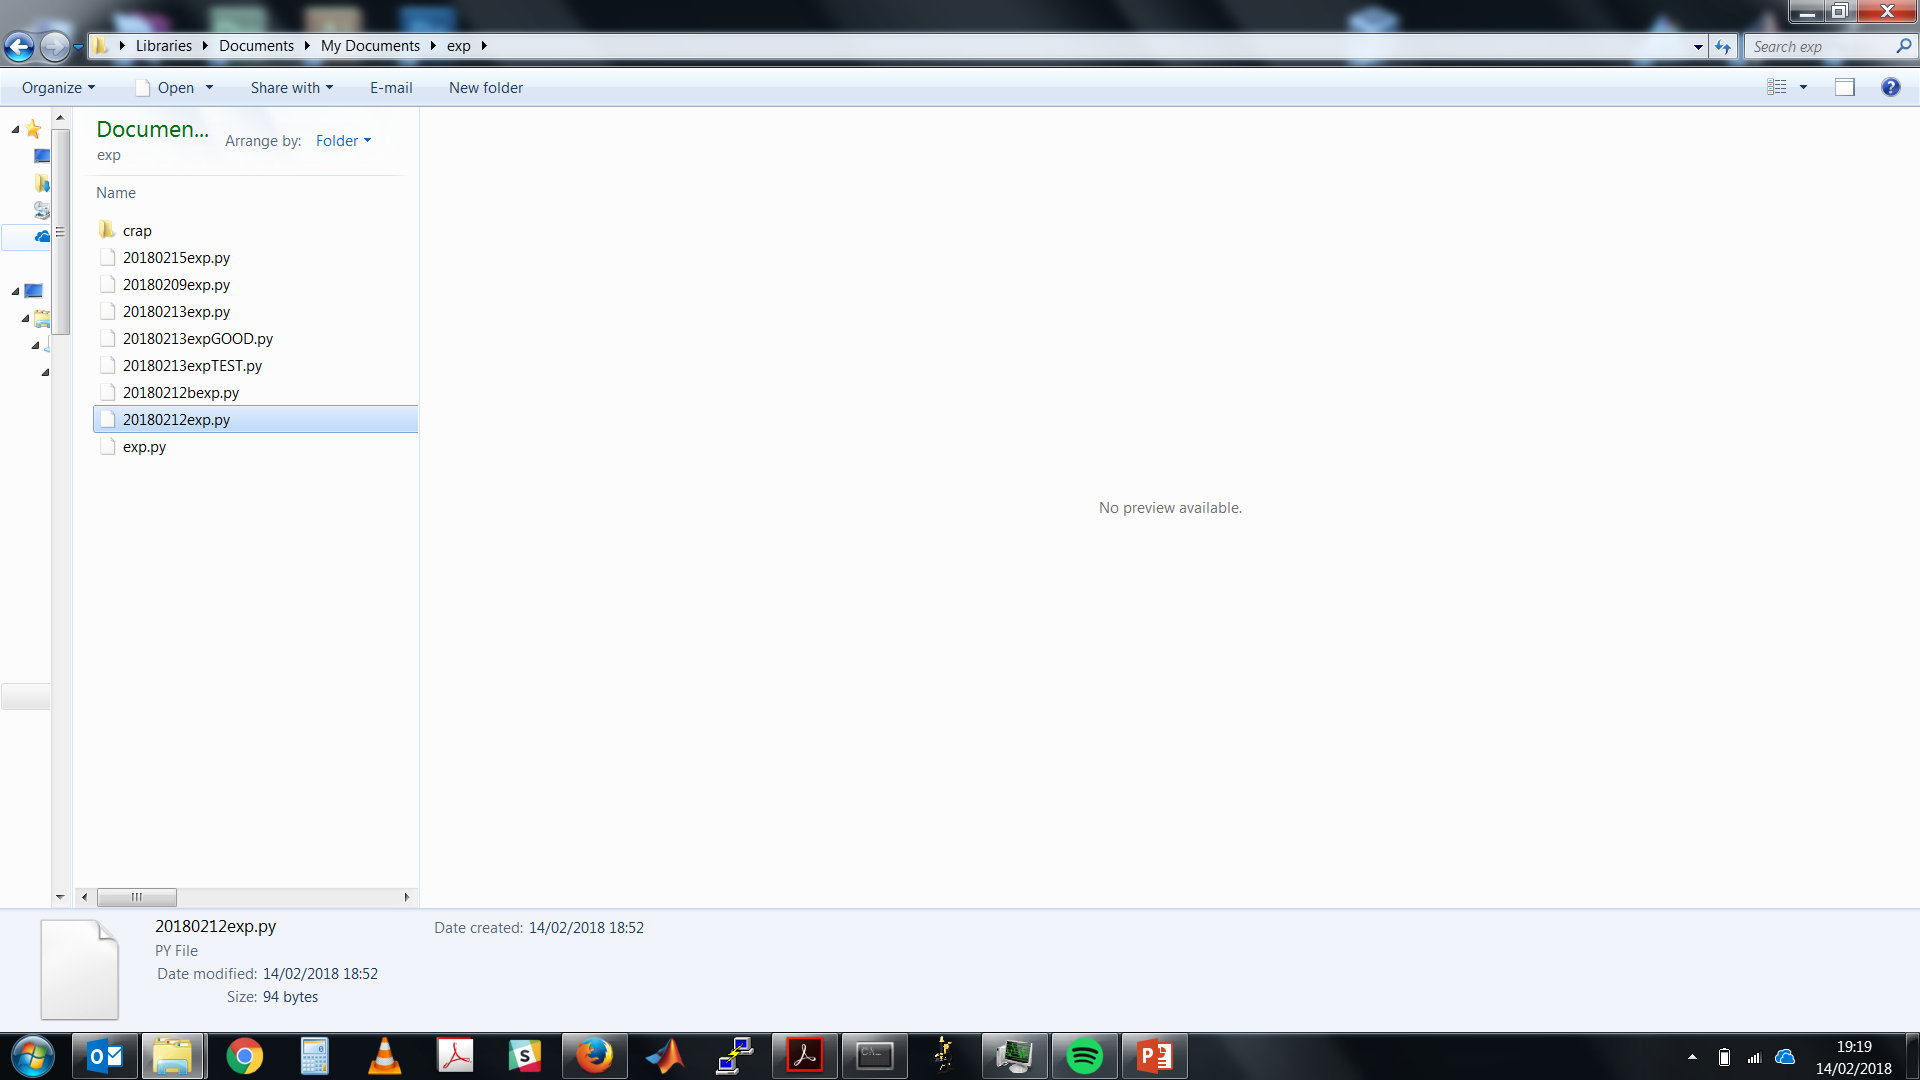 Libraries Documents My Documents exp
Search exp
Organize Open Share with E-mail New folder
Documen...
exp
Arrange by: Folder
Name
crap
20180215exp.py
20180209exp.py
20180213exp.py
20180213expGOOD.py
20180213expTEST.py
20180212bexp.py
20180212exp.py
exp.py
No preview available.
20180212exp.py
PY File
Date modified: 14/02/2018 18:52
Size: 94 bytes
Date created: 14/02/2018 18:52
19:19
14/02/2018